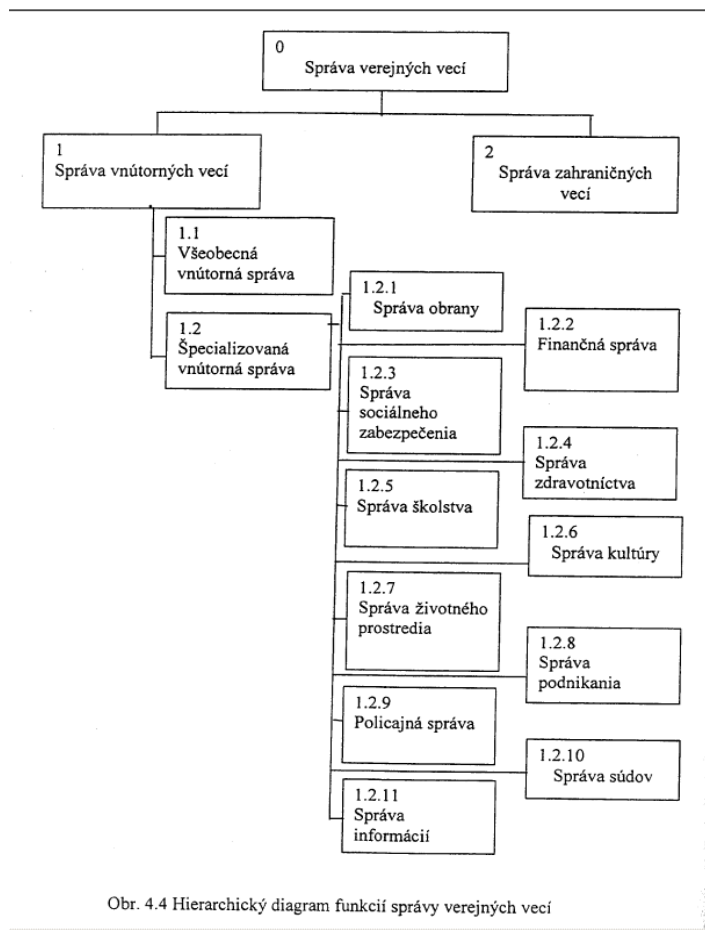 0
Správa verejných vecí
1
Správa vnútorných vecí
2
Správa zahraničných
vecí
1.1
Všeobecná
vnútorná správa
1.2
Špecializovaná
vnútorná správa
1.2.1
Správa obrany
1.2.2
Finančná správa
1.2.3
Správa
sociálneho
zabezpečenia
1.2.4
Správa
zdravotníctva
1.2.5
Správa školstva
1.2.6
Správa kultúry
1.2.7
Správa životného
prostredia
1.2.8
Správa
podnikania
1.2.9
Policajná správa
1.2.10
Správa súdov
1.2.11
Správa
informácií
Obr. 4.4 Hierarchický diagram funkcií správy verejných vecí